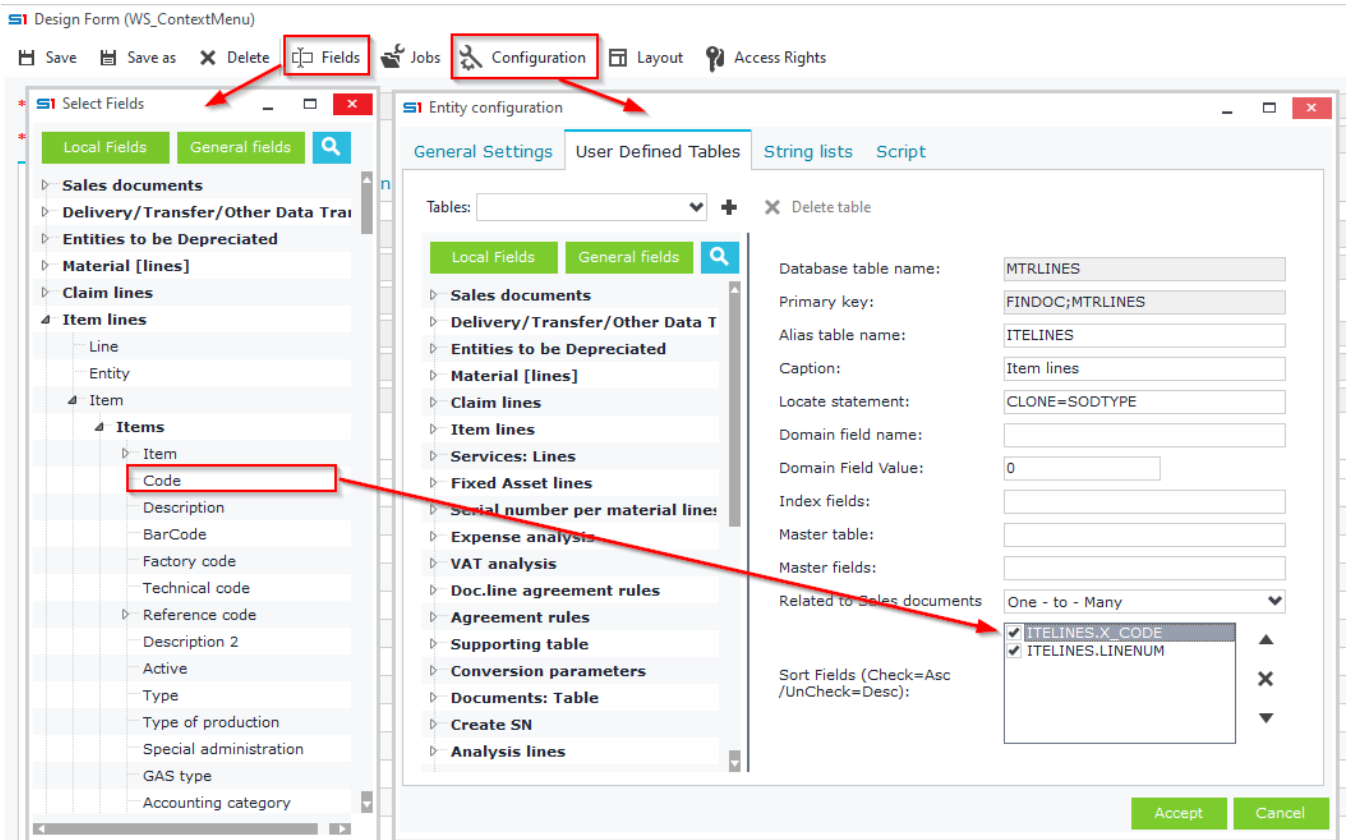 S1 Design Form (WS_ContextMenu)
Save Save as Delete Fields Jobs Configuration Layout Access Rights
* S1 Select Fields
*
Local Fields General fields
Sales documents
Delivery/Transfer/Other Data Tran
Entities to be Depreciated
Material [lines]
Claim lines
Item lines
Line
Entity
Item
Items
Item
Code
Description
BarCode
Factory code
Technical code
Reference code
Description 2
Active
Type
Type of production
Special administration
GAS type
Accounting category
n
S1 Entity configuration
General Settings User Defined Tables String lists Script
Tables: Delete table
Local Fields General fields
Sales documents
Delivery/Transfer/Other Data T
Entities to be Depreciated
Material [lines]
Claim lines
Item lines
Services: Lines
Fixed Asset lines
Serial number per material lines
Expense analysis
VAT analysis
Doc.line agreement rules
Agreement rules
Supporting table
Conversion parameters
Documents: Table
Create SN
Analysis lines
Database table name: MTRLINES
Primary key: FINDOC;MTRLINES
Alias table name: ITELINES
Caption: Item lines
Locate statement: CLONE=SODTYPE
Domain field name:
Domain Field Value: 0
Index fields:
Master table:
Master fields:
Related to Sales documents One - to - Many
ITELINES.X_CODE
ITELINES.LINENUM
Sort Fields (Check=Asc
/UnCheck=Desc):
Accept Cancel